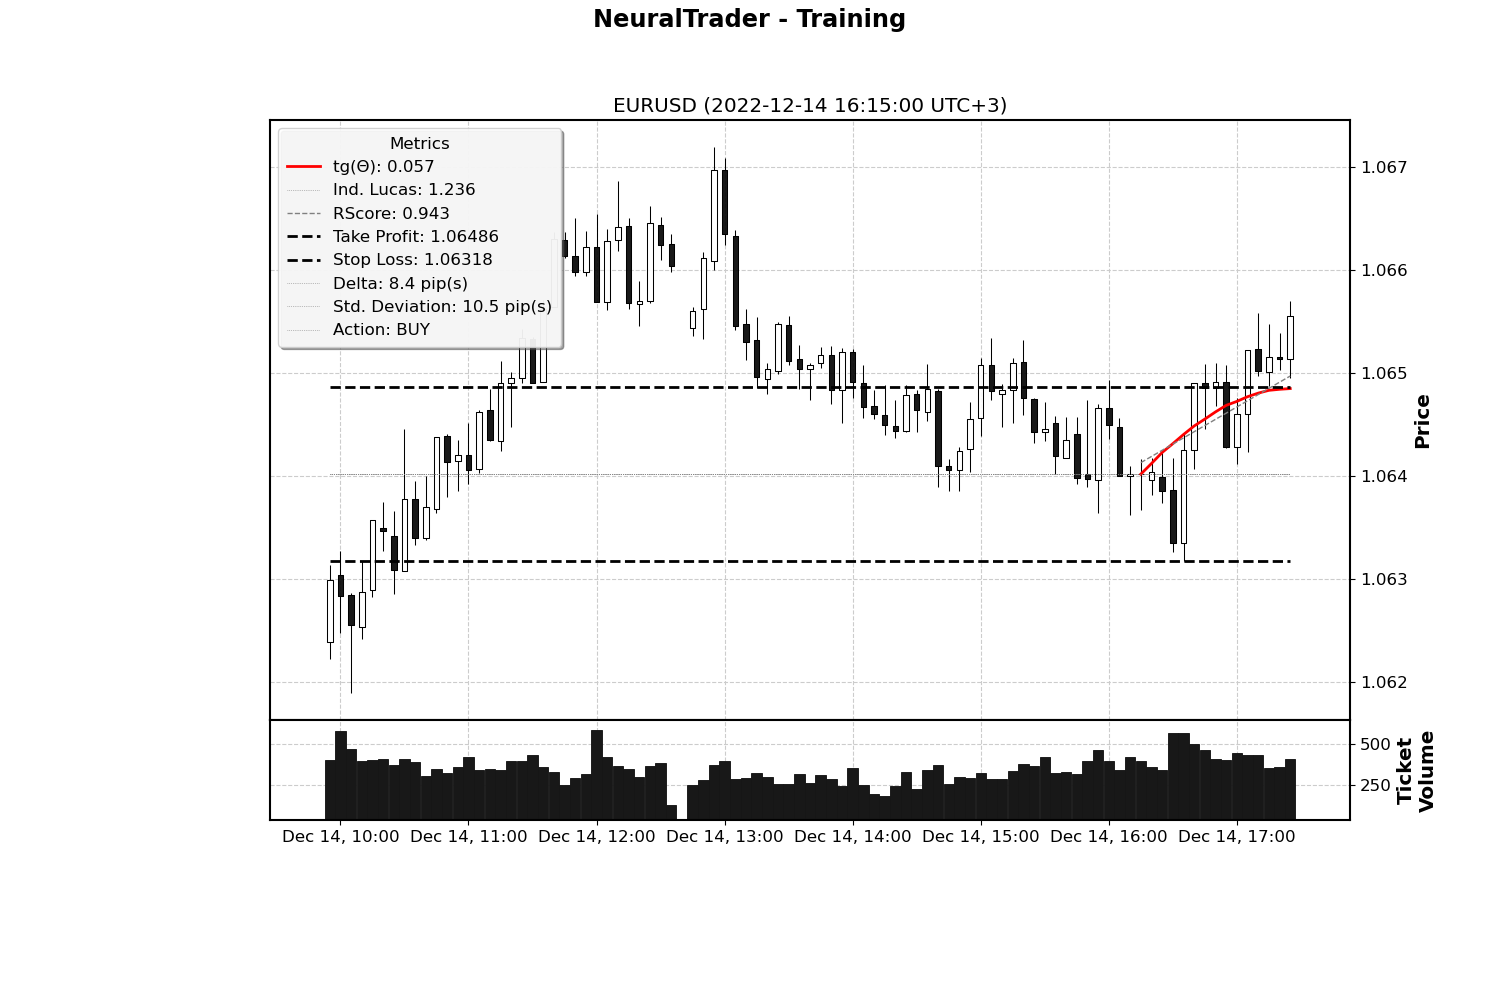 NeuralTrader - Training
EURUSD (2022-12-14 16:15:00 UTC+3)
Metrics
tg(Θ): 0.057
Ind. Lucas: 1.236
RScore: 0.943
Take Profit: 1.06486
Stop Loss: 1.06318
Delta: 8.4 pip(s)
Std. Deviation: 10.5 pip(s)
Action: BUY
1.067
1.066
1.065
1.064
1.063
1.062
Price
500
250
Ticket
Volume
Dec 14, 10:00
Dec 14, 11:00
Dec 14, 12:00
Dec 14, 13:00
Dec 14, 14:00
Dec 14, 15:00
Dec 14, 16:00
Dec 14, 17:00